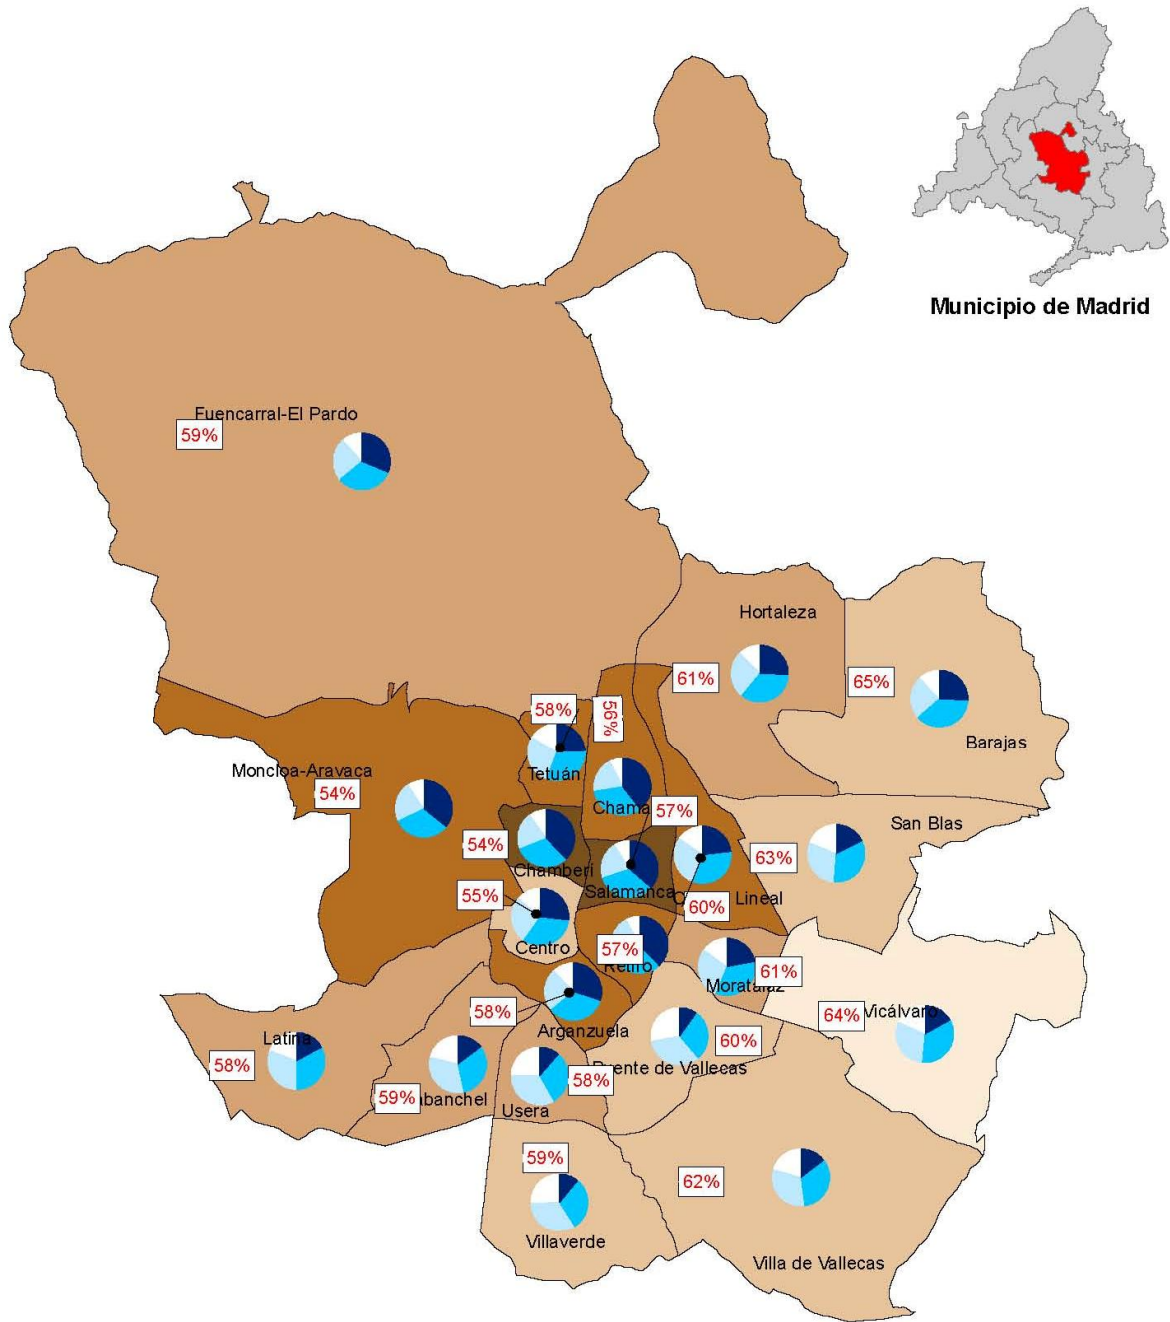 Municipio de Madrid
Fuencarral-El Pardo
59%
Hortaleza
61%
65%
Barajas
58%
56%
Tetuán
Moncloa-Aravaca
54%
Chama
57%
San Blas
54%
Chamberí
63%
Salamanca
Lineal
55%
60%
Centro
57%
Retiro
61%
Moratalaz
58%
Arganzuela
64%
Vicálvaro
Latina
58%
60%
Puente de Vallecas
59%
abanchel
58%
Usera
59%
62%
Villaverde
Villa de Vallecas